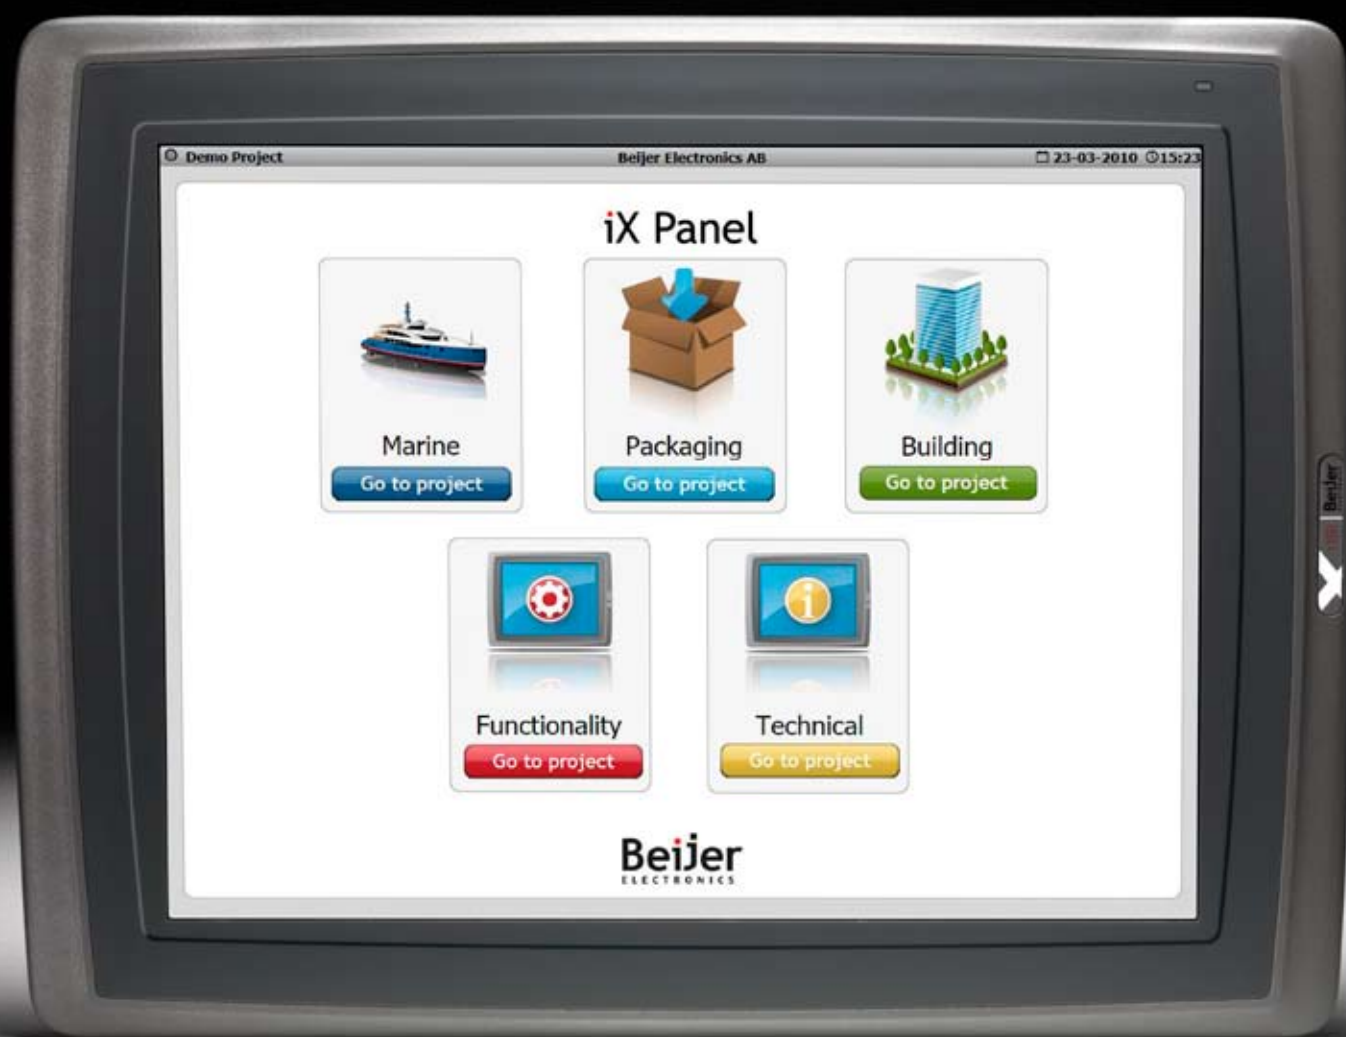 Demo Project
Beijer Electronics AB
23-03-2010 15:23
iX Panel
Marine
Packaging
Building
Go to project
Go to project
Go to project
Functionality
Technical
Go to project
Go to project
Beijer
ELECTRONICS
X
Beijer